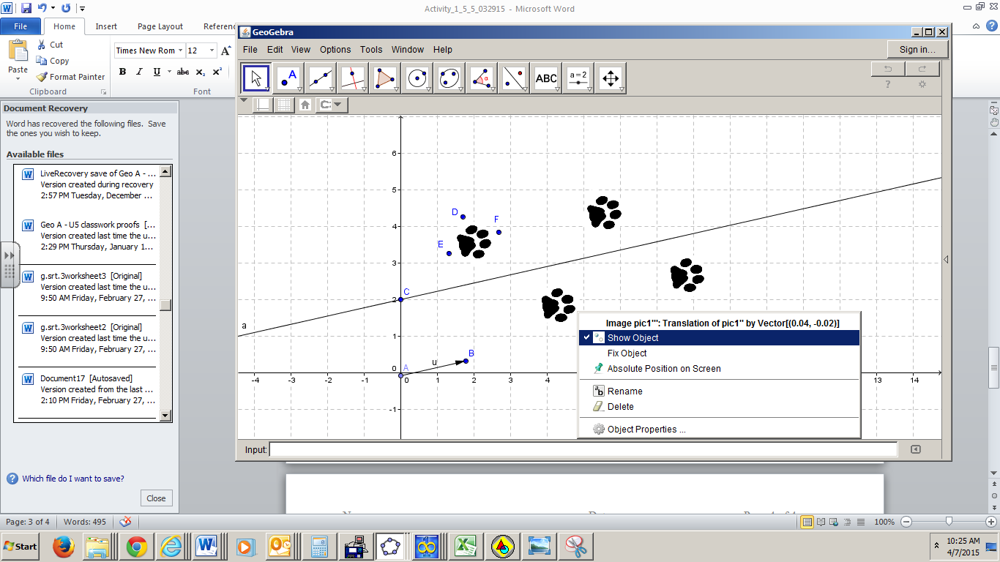 Activity_1_5_5_032915 - Microsoft Word
File Home Insert Page Layout Referenc
Paste
Cut
Copy
Format Painter
Clipboard
Times New Rom 12 A
B I U abc X₂ X²
Font
Document Recovery
Word has recovered the following files. Save
the ones you wish to keep.
Available files
LiveRecovery save of Geo A - ...
Version created during recovery
2:57 PM Tuesday, December ...
Geo A - U5 classwork proofs [...
Version created last time the u...
2:29 PM Thursday, January 1...
g.srt.3worksheet3 [Original]
Version created last time the u...
9:50 AM Friday, February 27, ...
g.srt.3worksheet2 [Original]
Version created last time the u...
9:50 AM Friday, February 27, ...
Document17 [Autosaved]
Version created from the last ...
2:10 PM Friday, February 27, ...
Which file do I want to save?
Close
GeoGebra
File Edit View Options Tools Window Help
Sign in...
A
α
ABC
a=2
6
5
4
3
2
1
0
-1
-4 -3 -2 -1 0 1 2 3 4 13 14
D
F
E
C
a
B
u
A
Image pic1''': Translation of pic1'' by Vector[(0.04, -0.02)]
Show Object
Fix Object
Absolute Position on Screen
Rename
Delete
Object Properties ...
Input:
Page: 3 of 4 Words: 495
100%
Start
10:25 AM
4/7/2015